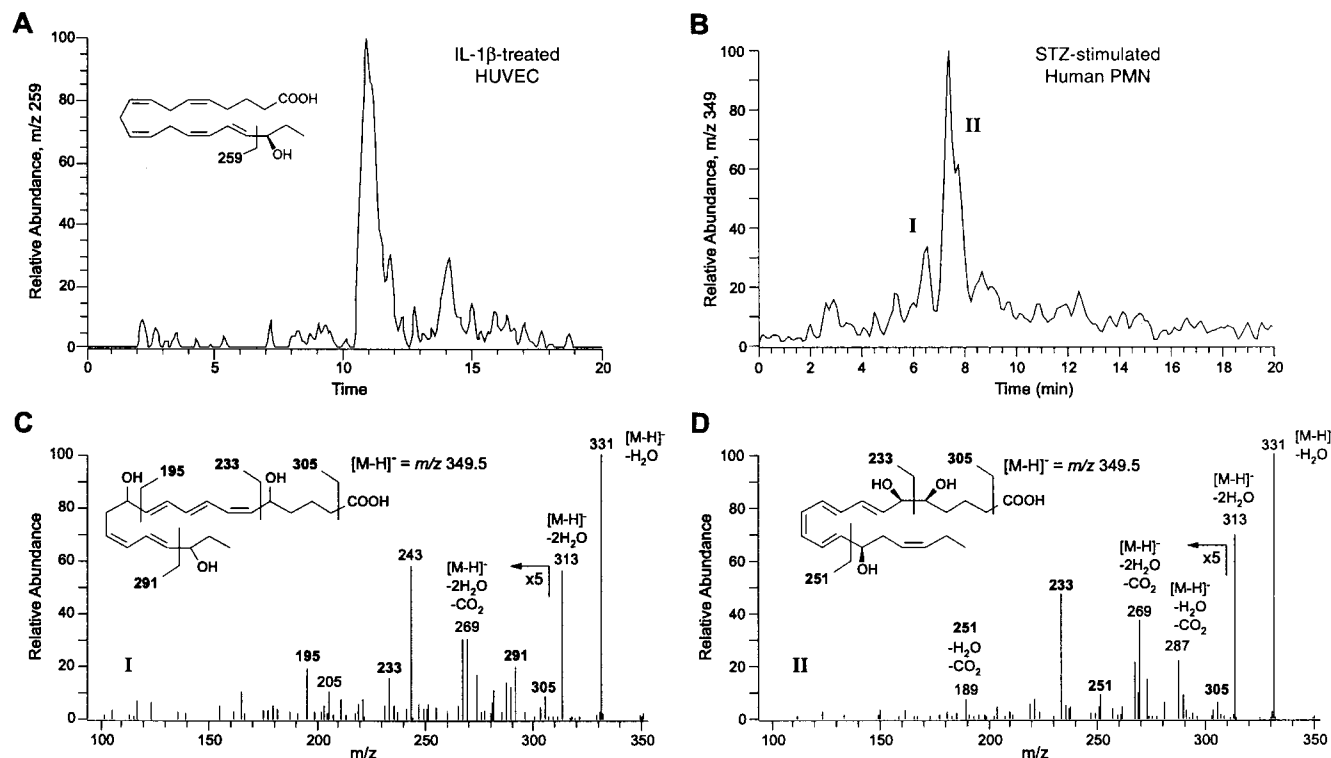 A
IL-1β-treated
HUVEC
Relative Abundance, m/z 259
100
80
60
40
20
0
COOH
259
OH
0 5 10 15 20
Time
B
STZ-stimulated
Human PMN
Relative Abundance, m/z 349
100
80
60
40
20
0
I
II
0 2 4 6 8 10 12 14 16 18 20
Time (min)
C
Relative Abundance
100
80
60
40
20
0
OH 195 233 OH 305 COOH
291 OH
[M-H]⁻ = m/z 349.5
331 [M-H]⁻
-H₂O
[M-H]⁻
-2H₂O
313
x5
243
[M-H]⁻
-2H₂O
-CO₂
269
I
195
205
233
291
305
100 150 200 250 300 350
m/z
D
Relative Abundance
100
80
60
40
20
0
233 305
HO OH
COOH
251 OH
[M-H]⁻ = m/z 349.5
331 [M-H]
-H₂O
[M-H]⁻
-2H₂O
313
x5
[M-H]⁻
-2H₂O
-CO₂
269
[M-H]⁻
-H₂O
-CO₂
287
233
251
-H₂O
-CO₂
189
II
251
305
100 150 200 250 300 350
m/z